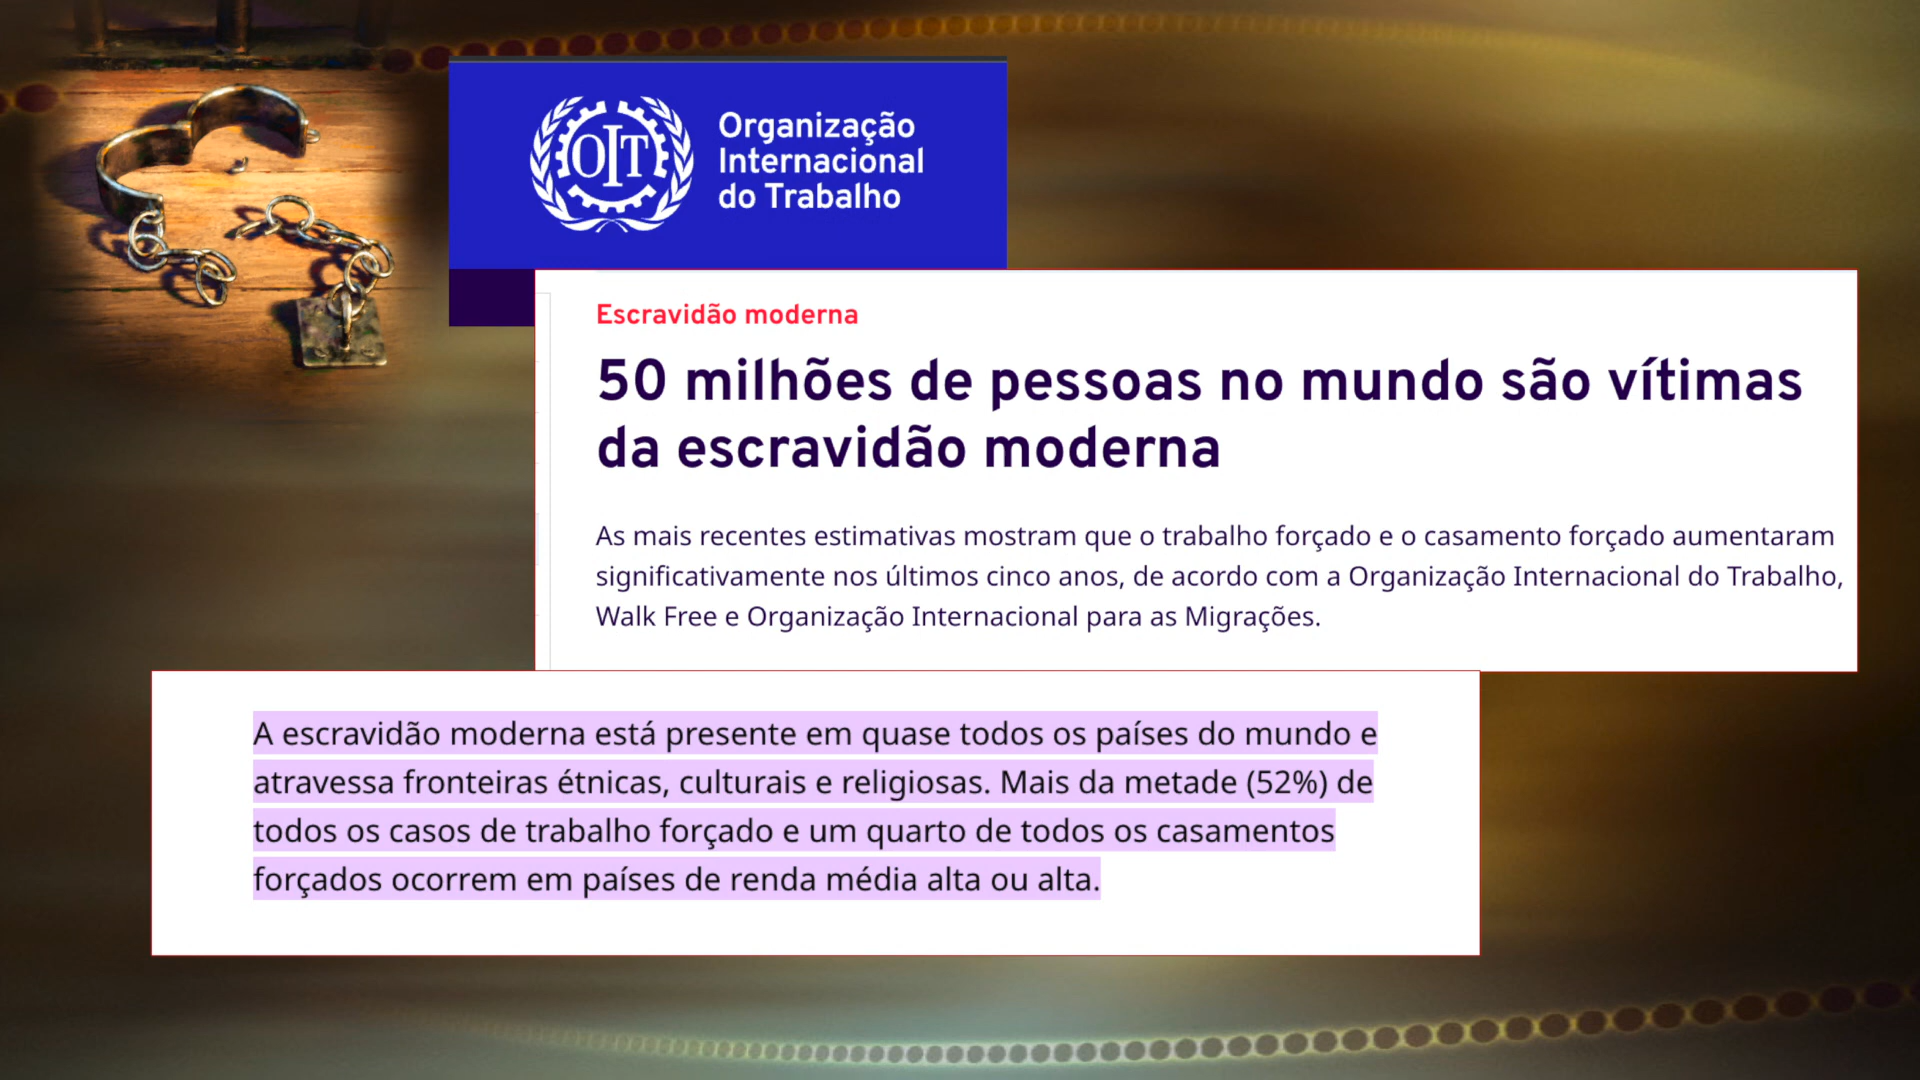 OIT
Organização
Internacional
do Trabalho
Escravidão moderna
50 milhões de pessoas no mundo são vítimas
da escravidão moderna
As mais recentes estimativas mostram que o trabalho forçado e o casamento forçado aumentaram
significativamente nos últimos cinco anos, de acordo com a Organização Internacional do Trabalho,
Walk Free e Organização Internacional para as Migrações.
A escravidão moderna está presente em quase todos os países do mundo e
atravessa fronteiras étnicas, culturais e religiosas. Mais da metade (52%) de
todos os casos de trabalho forçado e um quarto de todos os casamentos
forçados ocorrem em países de renda média alta ou alta.